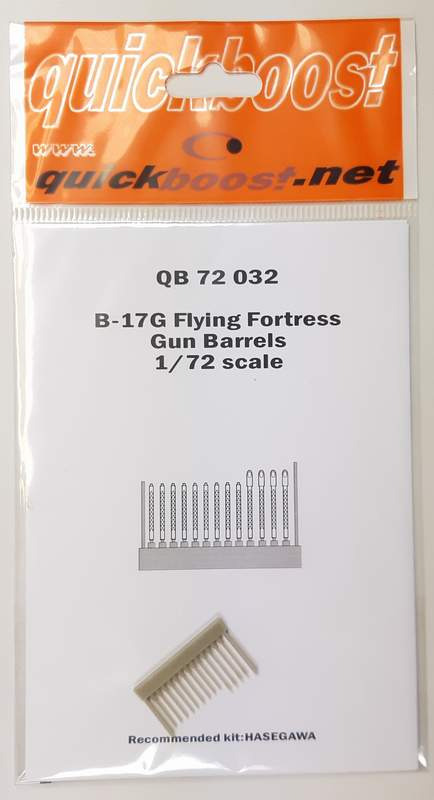 quickboost
www.
quickboost.net
QB 72 032
B-17G Flying Fortress
Gun Barrels
1/72 scale
Recommended kit:HASEGAWA